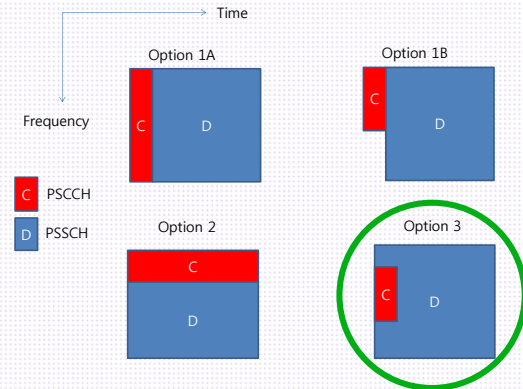 Time
Frequency
Option 1A
C
D
Option 1B
C
D
C PSCCH
D PSSCH
Option 2
C
D
Option 3
C
D